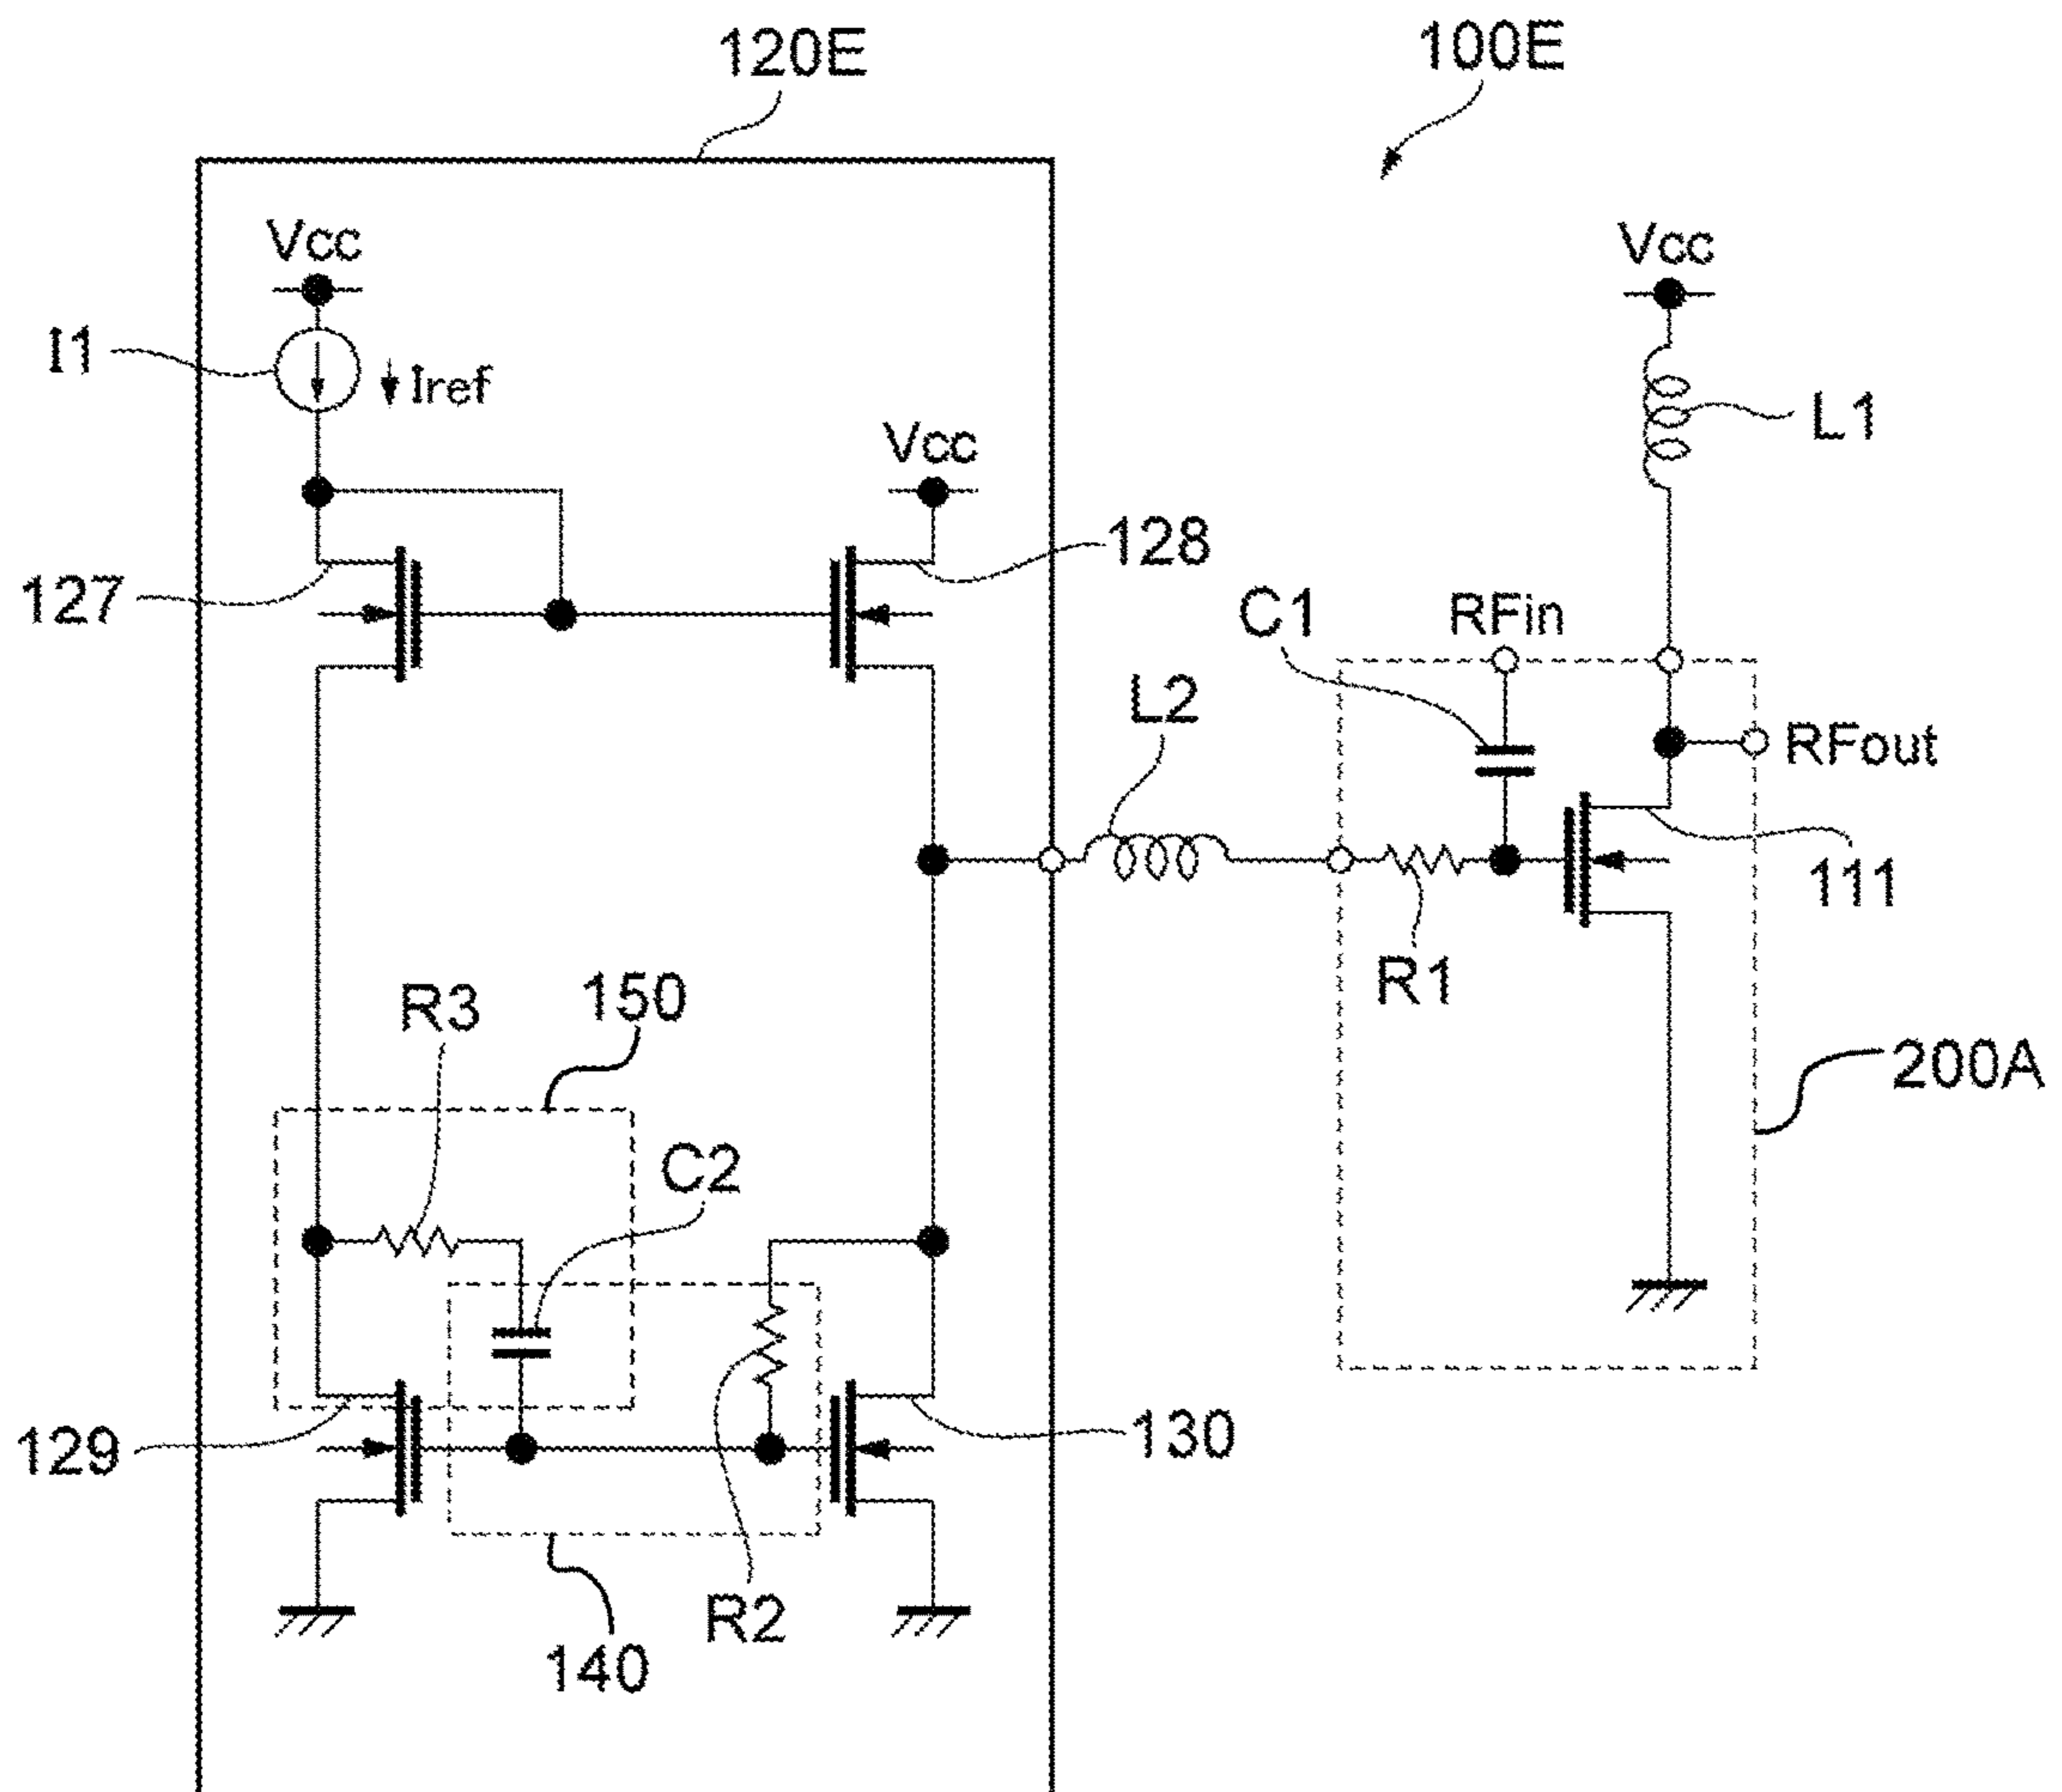 120E
100E
Vcc
Vcc
I1
Iref
L1
Vcc
128
127
C1
RFin
L2
RFout
111
R1
150
R3
200A
C2
129
130
R2
140